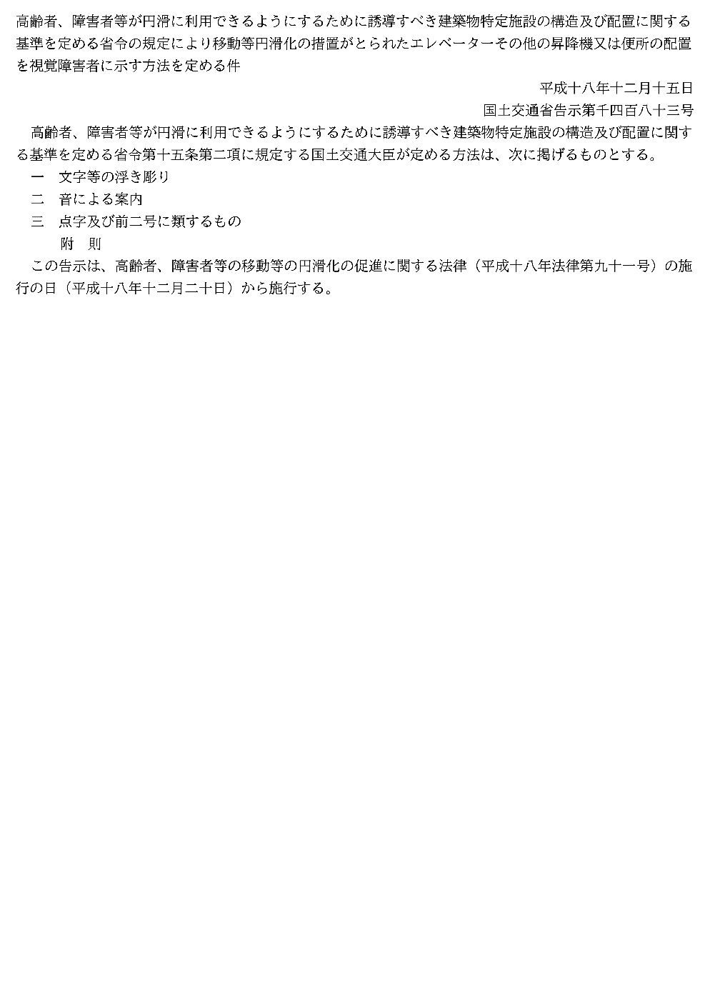 高齢者、障害者等が円滑に利用できるようにするために誘導すべき建築物特定施設の構造及び配置に関する
基準を定める省令の規定により移動等円滑化の措置がとられたエレベーターその他の昇降機又は便所の配置
を視覚障害者に示す方法を定める件
平成十八年十二月十五日
国土交通省告示第千四百八十三号
　高齢者、障害者等が円滑に利用できるようにするために誘導すべき建築物特定施設の構造及び配置に関す
る基準を定める省令第十五条第二項に規定する国土交通大臣が定める方法は、次に掲げるものとする。
　一　文字等の浮き彫り
　二　音による案内
　三　点字及び前二号に類するもの
　　　附　則
　この告示は、高齢者、障害者等の移動等の円滑化の促進に関する法律（平成十八年法律第九十一号）の施
行の日（平成十八年十二月二十日）から施行する。